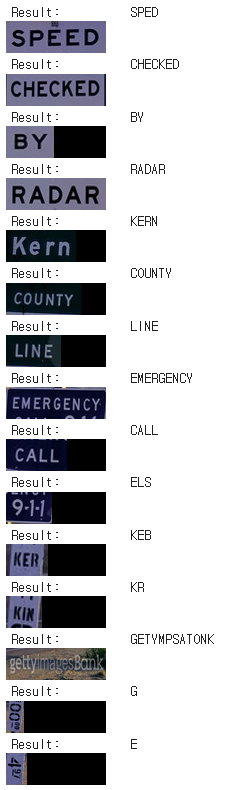 Result: SPED
SPEED
Result: CHECKED
CHECKED
Result: BY
BY
Result: RADAR
RADAR
Result: KERN
Kern
Result: COUNTY
COUNTY
Result: LINE
LINE
Result: EMERGENCY
EMERGENCY
Result: CALL
CALL
Result: ELS
9-1-1
Result: KEB
KER
Result: KR
KIN
Result: GETYMPSATONK
gettyimagesBank
Result: G
00
Result: E